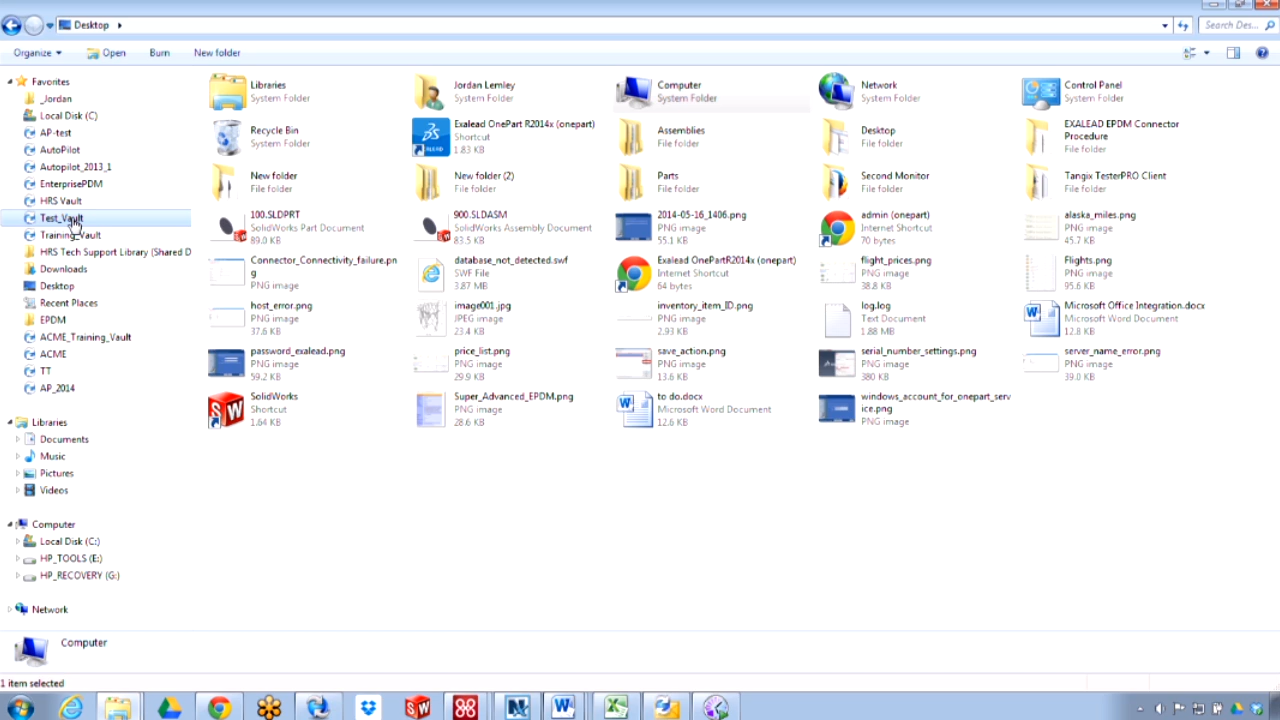 Desktop
Search Des...
Organize
Open
Burn
New folder
Favorites
_Jordan
Local Disk (C)
AP-test
AutoPilot
Autopilot_2013_1
EnterprisePDM
HRS Vault
Test_Vault
Training_Vault
HRS Tech Support Library (Shared D
Downloads
Desktop
Recent Places
EPDM
ACME_Training_Vault
ACME
TT
AP_2014
Libraries
Documents
Music
Pictures
Videos
Computer
Local Disk (C:)
HP_TOOLS (E:)
HP_RECOVERY (G:)
Network
Libraries
System Folder
Jordan Lemley
System Folder
Computer
System Folder
Network
System Folder
Control Panel
System Folder
Recycle Bin
System Folder
Exalead OnePart R2014x (onepart)
Shortcut
1.83 KB
Assemblies
File folder
Desktop
File folder
EXALEAD EPDM Connector
Procedure
File folder
New folder
File folder
New folder (2)
File folder
Parts
File folder
Second Monitor
File folder
Tangix TesterPRO Client
File folder
100.SLDPRT
SolidWorks Part Document
89.0 KB
900.SLDASM
SolidWorks Assembly Document
83.5 KB
2014-05-16_1406.png
PNG image
55.1 KB
admin (onepart)
Internet Shortcut
70 bytes
alaska_miles.png
PNG image
45.7 KB
Connector_Connectivity_failure.pn
g
PNG image
database_not_detected.swf
SWF File
3.87 MB
Exalead OnePartR2014x (onepart)
Internet Shortcut
64 bytes
flight_prices.png
PNG image
38.8 KB
Flights.png
PNG image
95.6 KB
host_error.png
PNG image
37.6 KB
image001.jpg
JPEG image
23.4 KB
inventory_item_ID.png
PNG image
2.93 KB
log.log
Text Document
1.88 MB
Microsoft Office Integration.docx
Microsoft Word Document
12.8 KB
password_exalead.png
PNG image
59.2 KB
price_list.png
PNG image
29.9 KB
save_action.png
PNG image
13.6 KB
serial_number_settings.png
PNG image
380 KB
server_name_error.png
PNG image
39.0 KB
SolidWorks
Shortcut
1.64 KB
Super_Advanced_EPDM.png
PNG image
28.6 KB
to do.docx
Microsoft Word Document
12.6 KB
windows_account_for_onepart_serv
ice.png
PNG image
Computer
1 item selected